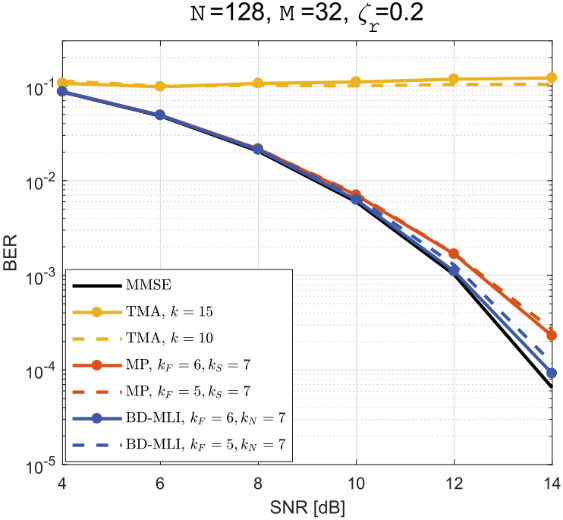 N=128, M=32, ζr=0.2
10^-1
10^-2
10^-3
10^-4
10^-5
BER
MMSE
TMA, k = 15
TMA, k = 10
MP, kF = 6, kS = 7
MP, kF = 5, kS = 7
BD-MLI, kF = 6, kN = 7
BD-MLI, kF = 5, kN = 7
4 6 8 10 12 14
SNR [dB]